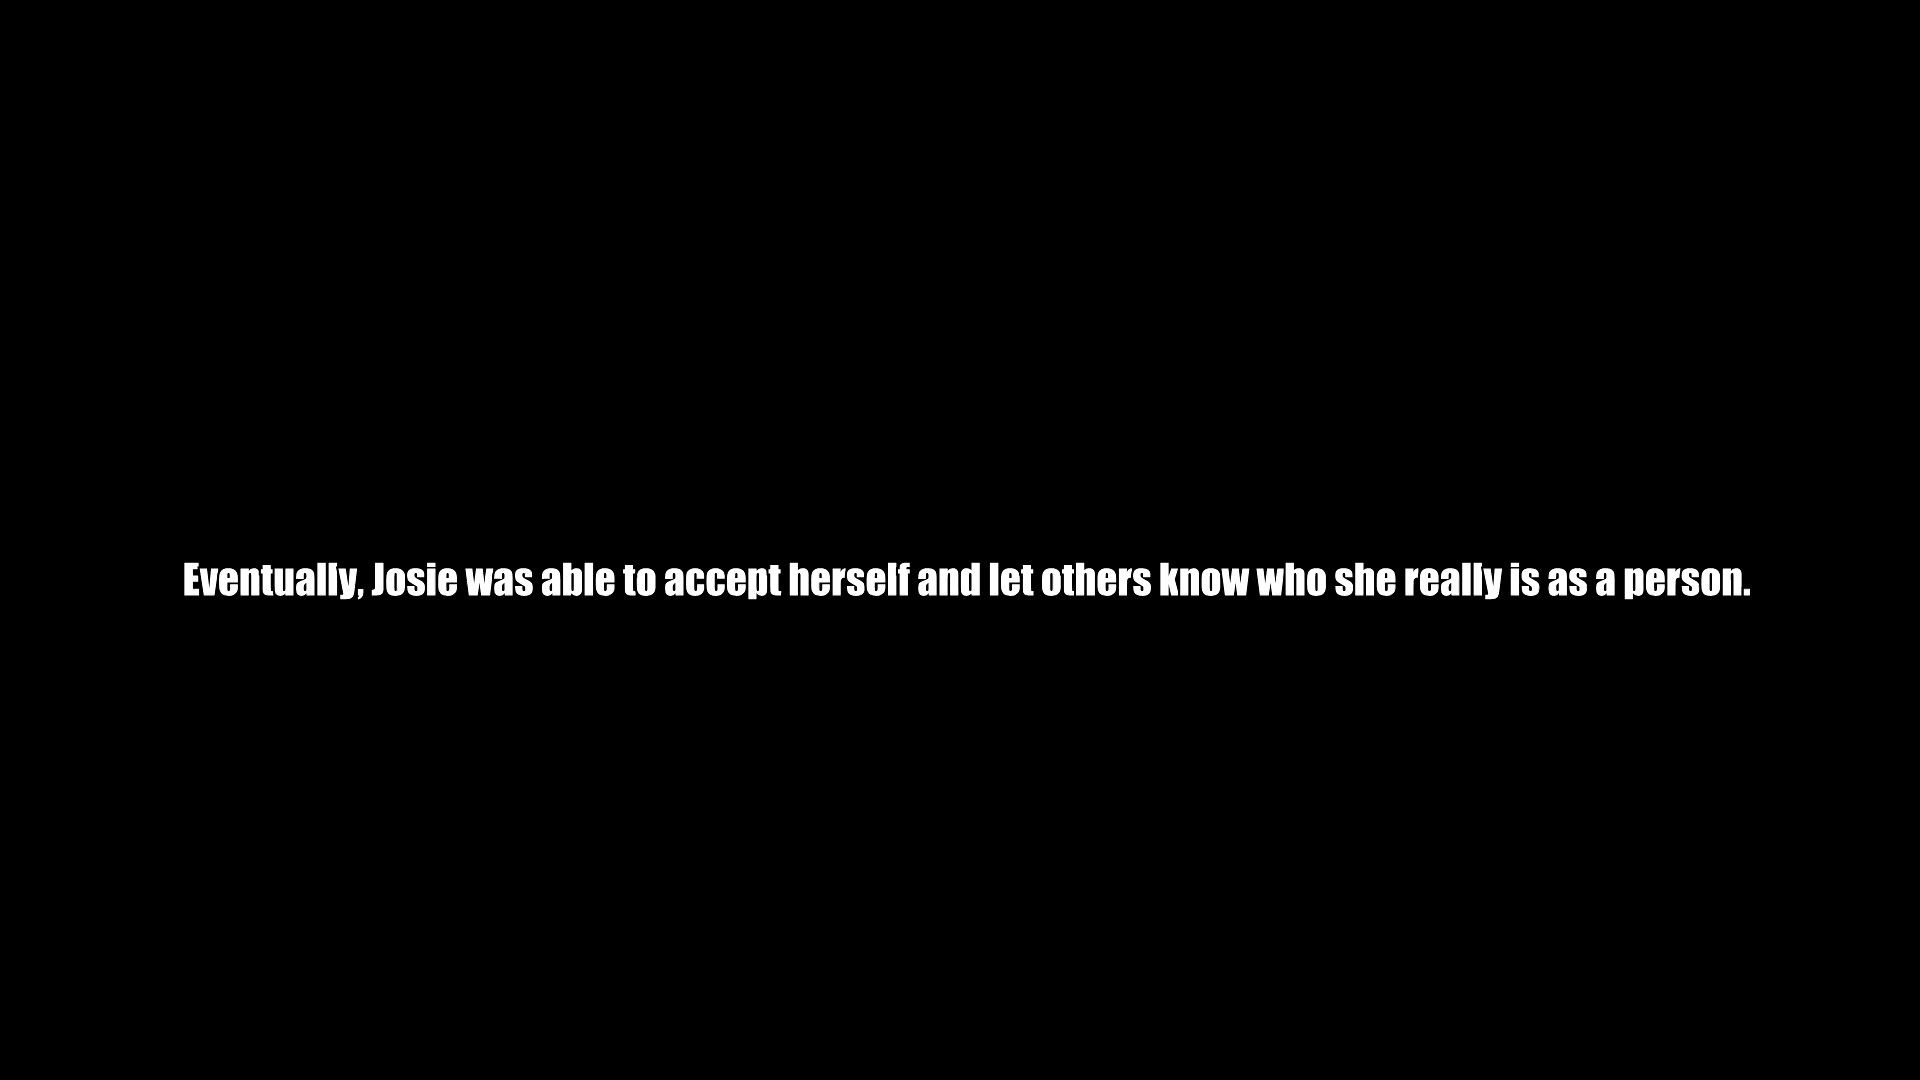 Eventually, Josie was able to accept herself and let others know who she really is as a person.